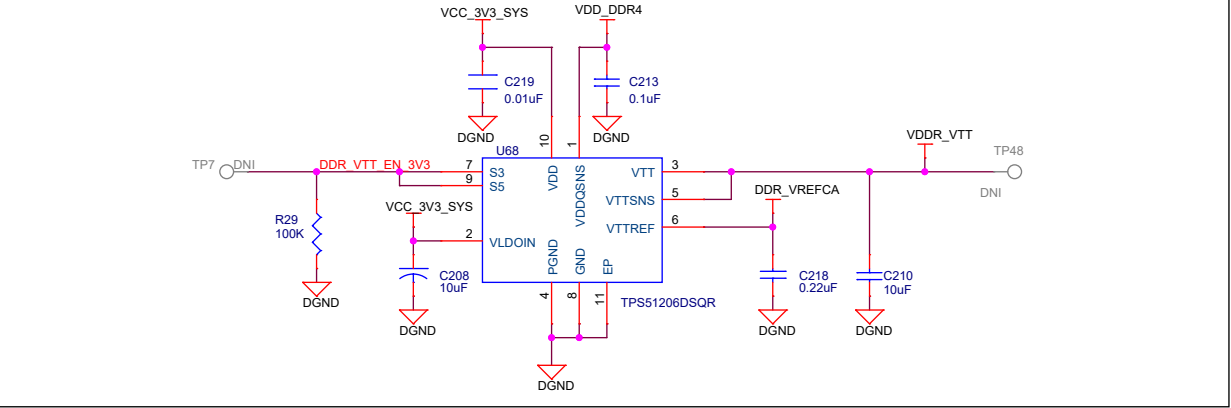 VCC_3V3_SYS
VDD_DDR4
C219
0.01uF
C213
0.1uF
DGND
DGND
10
1
U68
VDDR_VTT
TP7
DNI
DDR_VTT_EN_3V3
7
S3
9
S5
VDD
VDDQSNS
VTT
3
VTTSNS
5
VTTREF
6
TP48
DNI
DDR_VREFCA
VCC_3V3_SYS
R29
100K
2
VLDOIN
C208
10uF
PGND
GND
EP
4
8
11
TPS51206DSQR
C218
0.22uF
C210
10uF
DGND
DGND
DGND
DGND
DGND